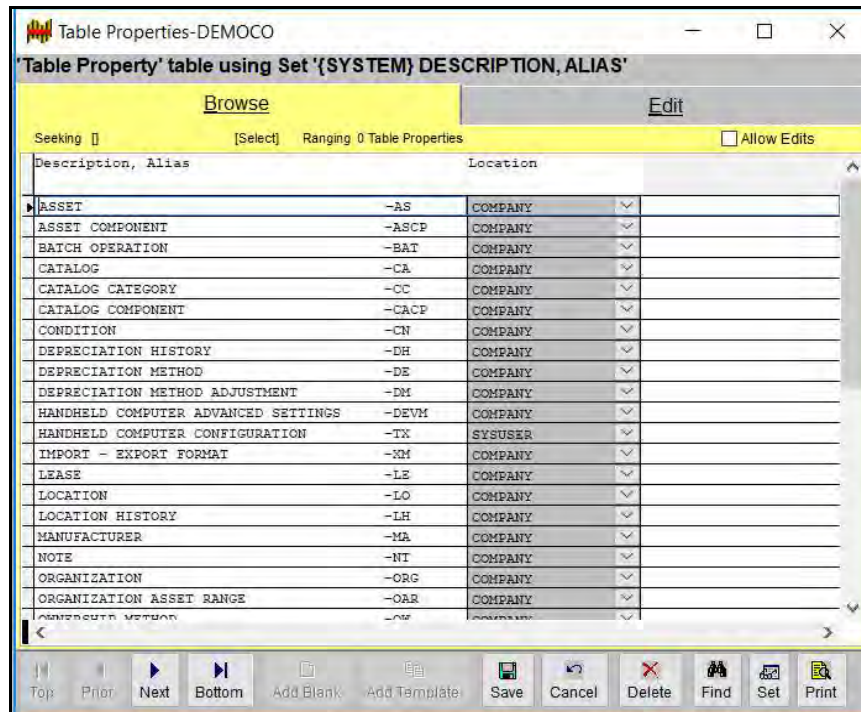 Table Properties-DEMOCO
'Table Property' table using Set '{SYSTEM} DESCRIPTION, ALIAS'
Browse Edit
Seeking [] [Select] Ranging 0 Table Properties Allow Edits
Description, Alias Location
ASSET -AS COMPANY
ASSET COMPONENT -ASCP COMPANY
BATCH OPERATION -BAT COMPANY
CATALOG -CA COMPANY
CATALOG CATEGORY -CC COMPANY
CATALOG COMPONENT -CACP COMPANY
CONDITION -CN COMPANY
DEPRECIATION HISTORY -DH COMPANY
DEPRECIATION METHOD -DE COMPANY
DEPRECIATION METHOD ADJUSTMENT -DM COMPANY
HANDHELD COMPUTER ADVANCED SETTINGS -DEVM COMPANY
HANDHELD COMPUTER CONFIGURATION -TX SYSUSER
IMPORT - EXPORT FORMAT -XM COMPANY
LEASE -LE COMPANY
LOCATION -LO COMPANY
LOCATION HISTORY -LH COMPANY
MANUFACTURER -MA COMPANY
NOTE -NT COMPANY
ORGANIZATION -ORG COMPANY
ORGANIZATION ASSET RANGE -OAR COMPANY
OWNERSHIP METHOD -OW COMPANY
Top Prior Next Bottom Add Blank Add Template Save Cancel Delete Find Set Print